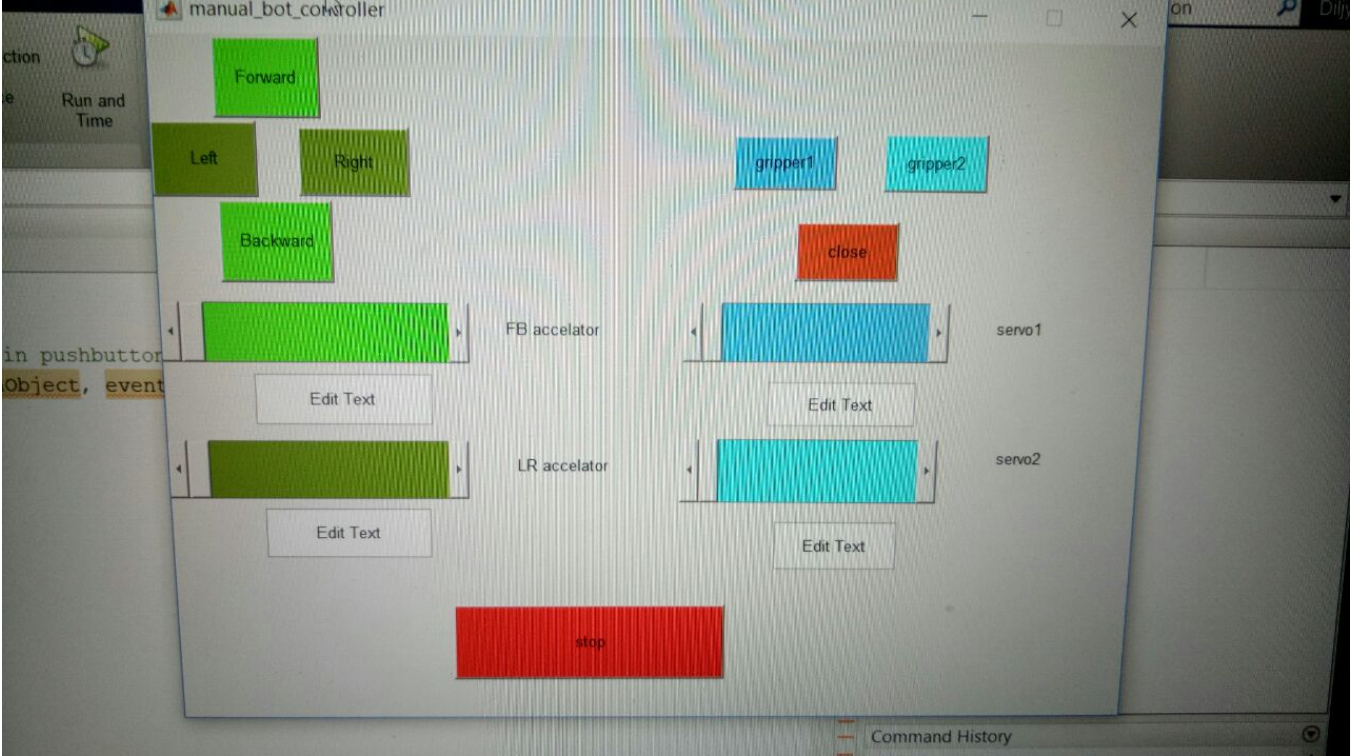 manual_bot_controller
on
Dilj
ction
e
Run and
Time
Forward
Left
Right
gripper1
gripper2
Backward
close
FB accelator
servo1
in pushbutton
Object, event
Edit Text
Edit Text
LR accelator
servo2
Edit Text
Edit Text
stop
Command History